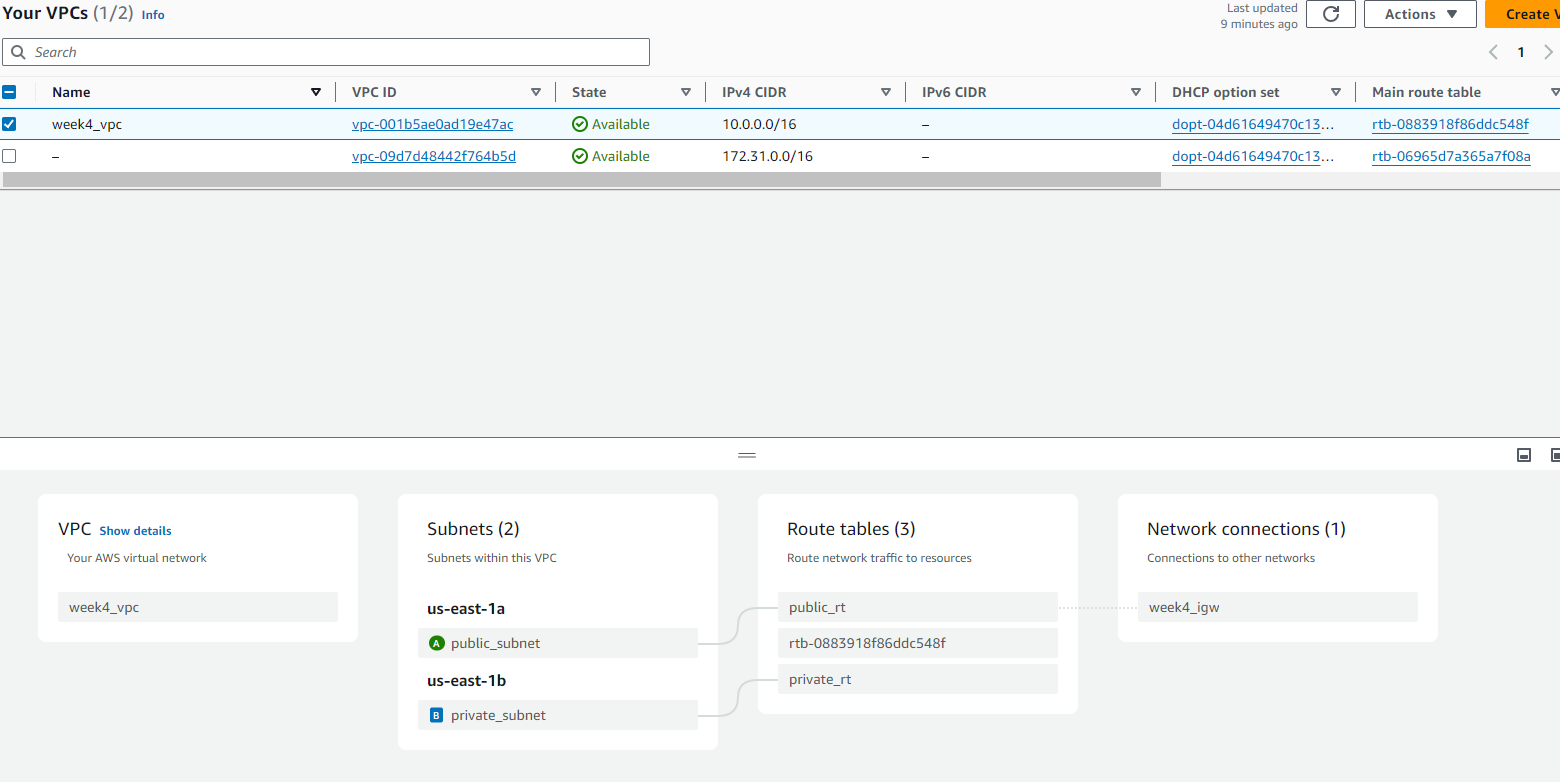 Your VPCs (1/2) Info
Last updated
9 minutes ago
Actions
Create V
Search
1
Name VPC ID State IPv4 CIDR IPv6 CIDR DHCP option set Main route table
week4_vpc vpc-001b5ae0ad19e47ac Available 10.0.0.0/16 – dopt-04d61649470c13... rtb-0883918f86ddc548f
– vpc-09d7d48442f764b5d Available 172.31.0.0/16 – dopt-04d61649470c13... rtb-06965d7a365a7f08a
VPC Show details
Your AWS virtual network
week4_vpc
Subnets (2)
Subnets within this VPC
us-east-1a
A public_subnet
us-east-1b
B private_subnet
Route tables (3)
Route network traffic to resources
public_rt
rtb-0883918f86ddc548f
private_rt
Network connections (1)
Connections to other networks
week4_igw